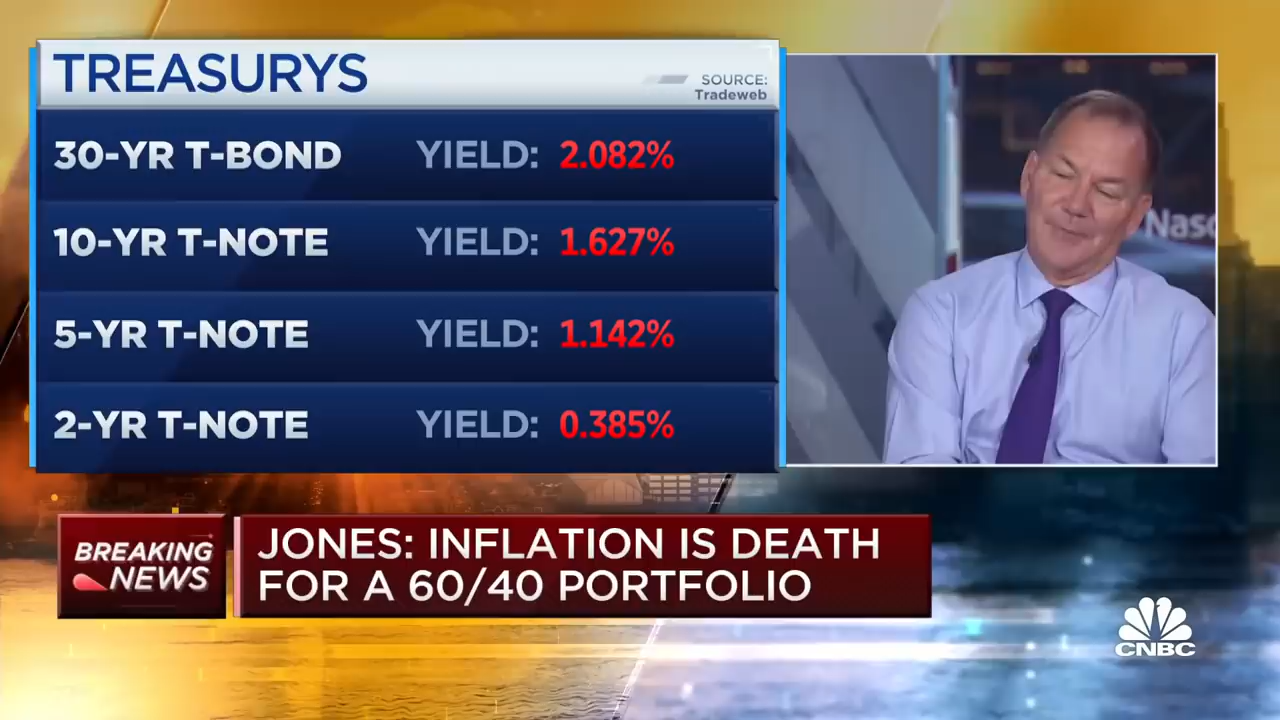 TREASURYS
SOURCE:
Tradeweb
30-YR T-BOND YIELD: 2.082%
10-YR T-NOTE YIELD: 1.627%
5-YR T-NOTE YIELD: 1.142%
2-YR T-NOTE YIELD: 0.385%
Nasd
BREAKING
NEWS
JONES: INFLATION IS DEATH
FOR A 60/40 PORTFOLIO
CNBC